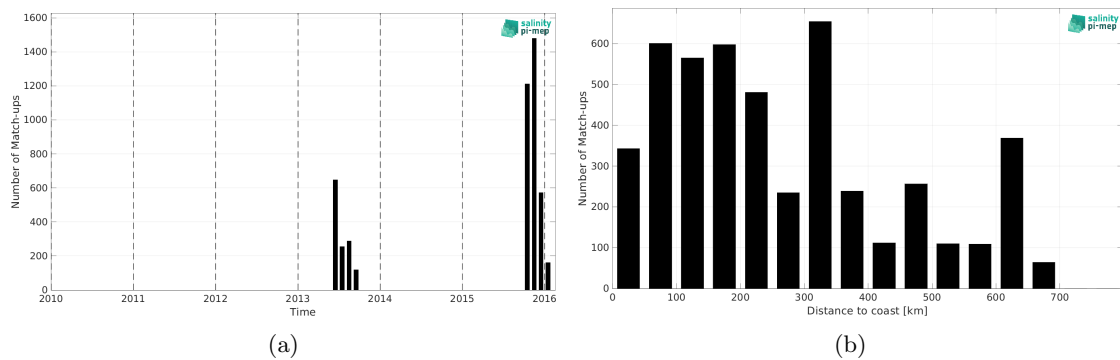 1600
1400
1200
1000
800
600
400
200
0
Number of Match-ups
2010 2011 2012 2013 2014 2015 2016
Time
salinity
pi-mep
(a)
600
500
400
300
200
100
0
Number of Match-ups
0 100 200 300 400 500 600 700
Distance to coast [km]
salinity
pi-mep
(b)